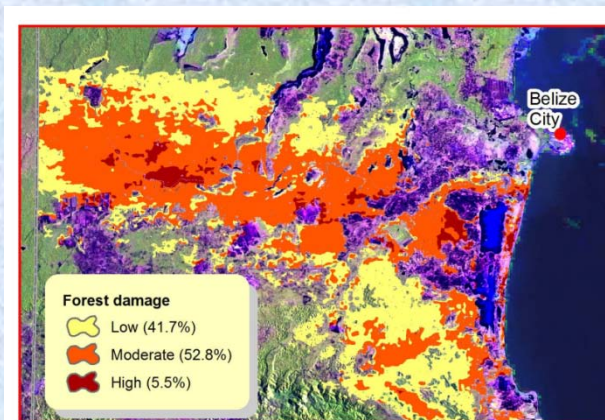 Belize
City
Forest damage
Low (41.7%)
Moderate (52.8%)
High (5.5%)